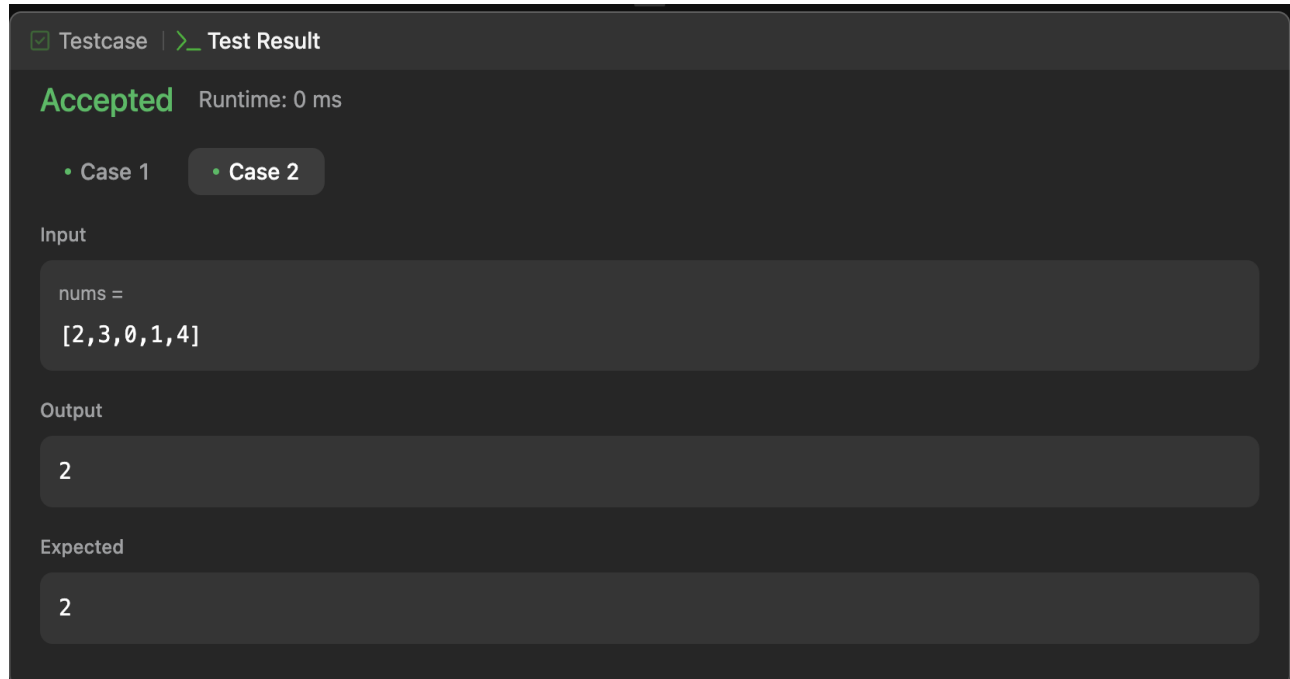 Testcase | >_ Test Result
Accepted Runtime: 0 ms
• Case 1 • Case 2
Input
nums =
[2,3,0,1,4]
Output
2
Expected
2